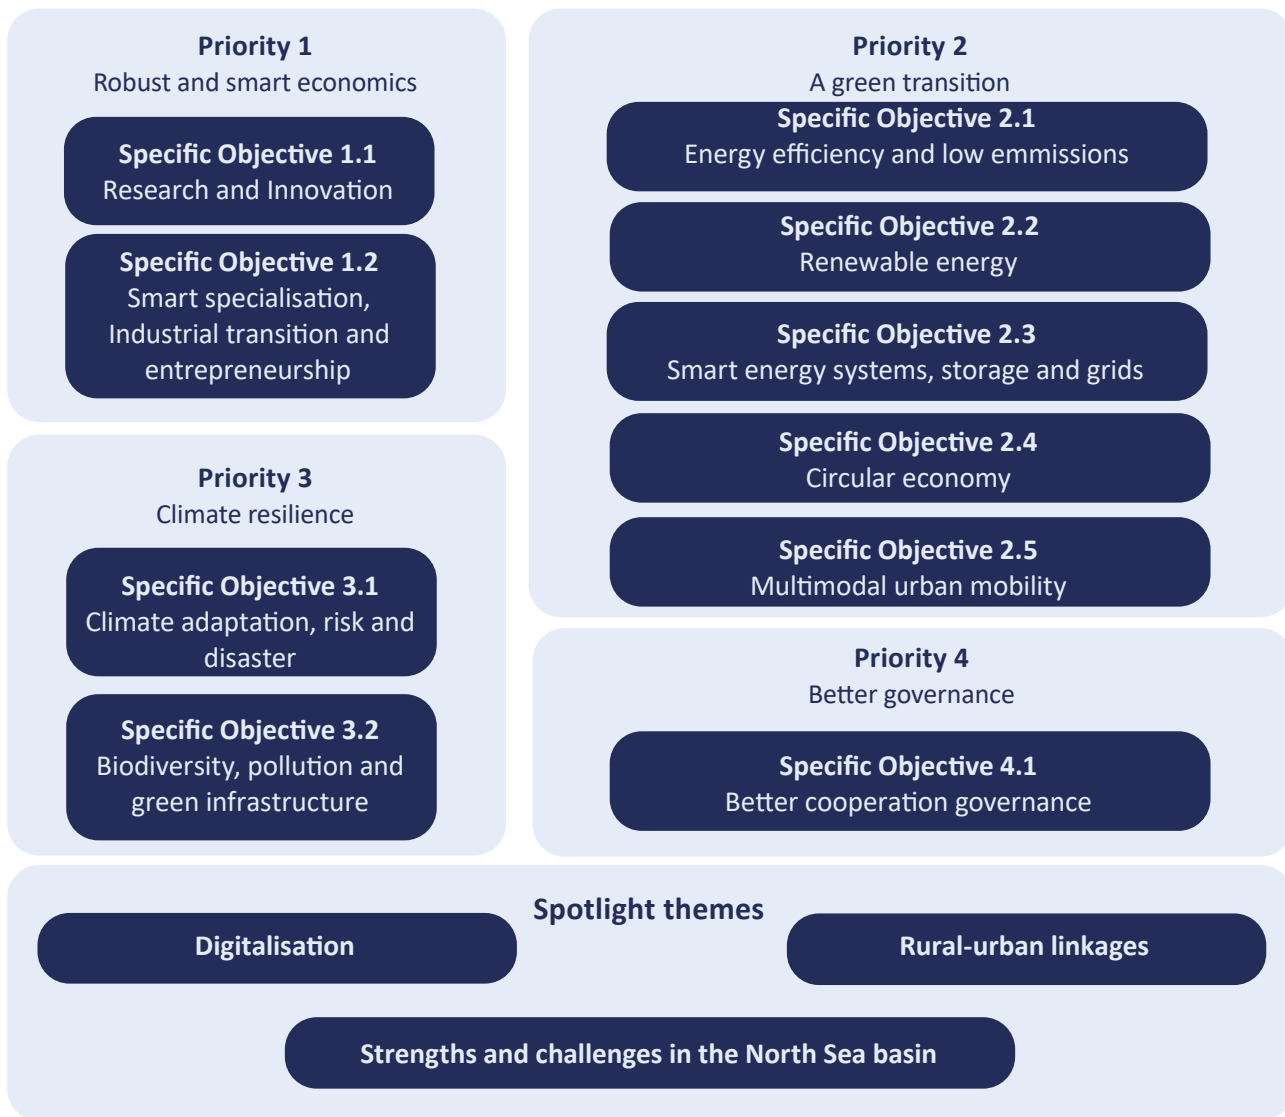 Priority 1
Robust and smart economics
Specific Objective 1.1
Research and Innovation
Specific Objective 1.2
Smart specialisation,
Industrial transition and
entrepreneurship
Priority 2
A green transition
Specific Objective 2.1
Energy efficiency and low emmissions
Specific Objective 2.2
Renewable energy
Specific Objective 2.3
Smart energy systems, storage and grids
Specific Objective 2.4
Circular economy
Specific Objective 2.5
Multimodal urban mobility
Priority 3
Climate resilience
Specific Objective 3.1
Climate adaptation, risk and
disaster
Specific Objective 3.2
Biodiversity, pollution and
green infrastructure
Priority 4
Better governance
Specific Objective 4.1
Better cooperation governance
Spotlight themes
Digitalisation
Rural-urban linkages
Strengths and challenges in the North Sea basin